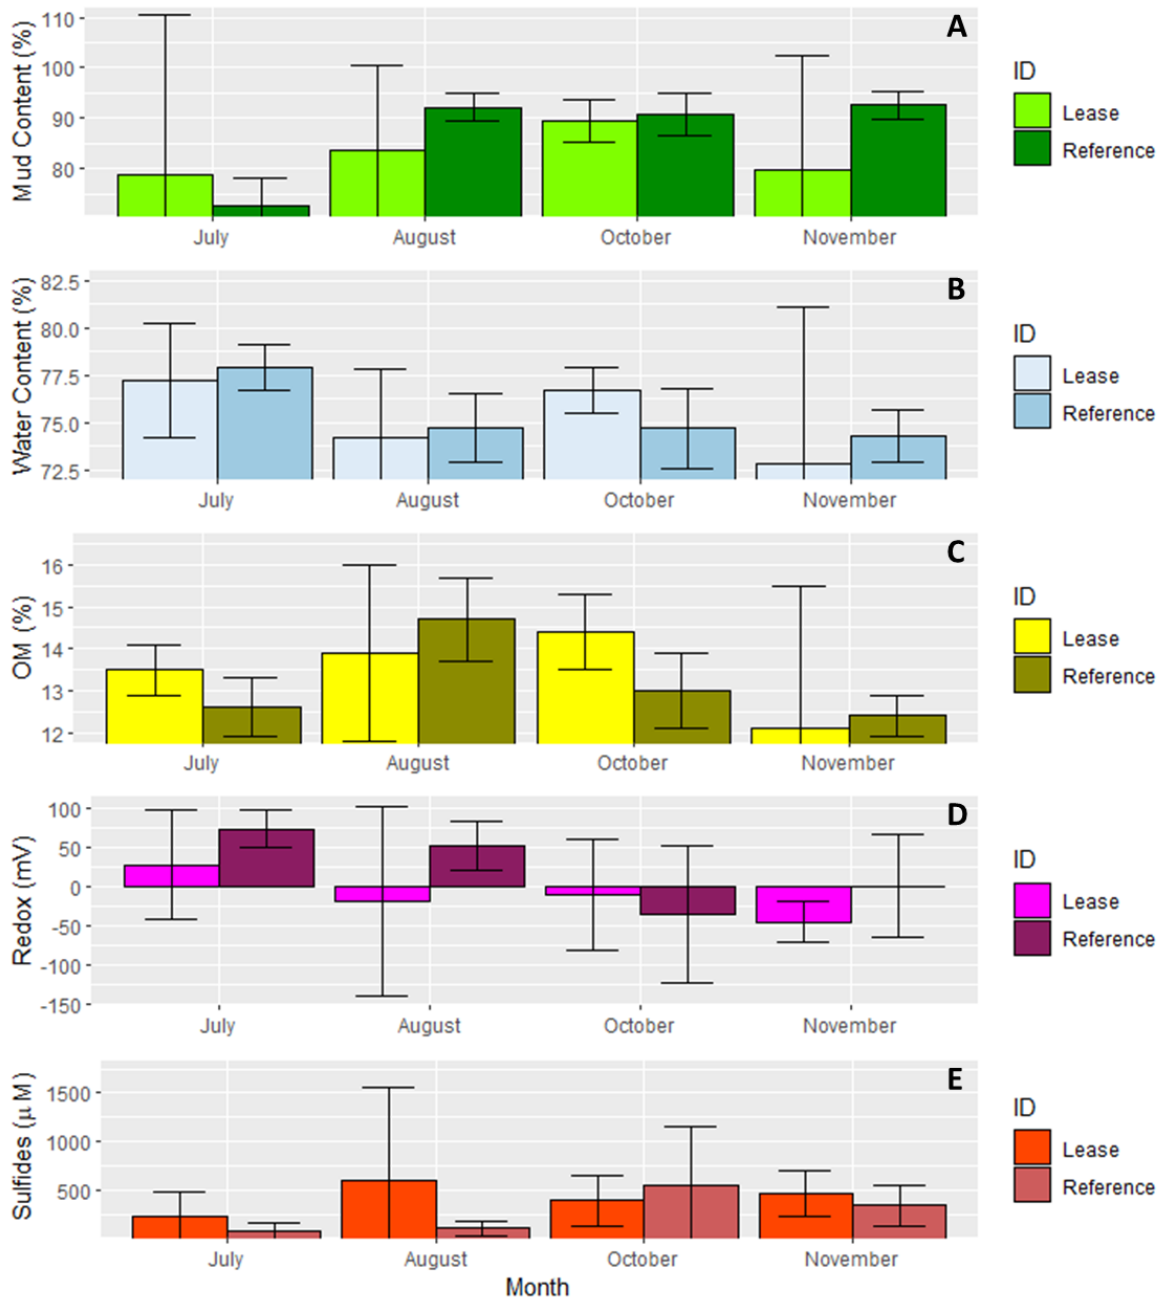 A
Mud Content (%)
110
100
90
80
July August October November
ID
Lease
Reference
B
Water Content (%)
82.5
80.0
77.5
75.0
72.5
July August October November
ID
Lease
Reference
C
OM (%)
16
15
14
13
12
July August October November
ID
Lease
Reference
D
Redox (mV)
100
50
0
-50
-100
-150
July August October November
ID
Lease
Reference
E
Sulfides (μM)
1500
1000
500
July August October November
Month
ID
Lease
Reference